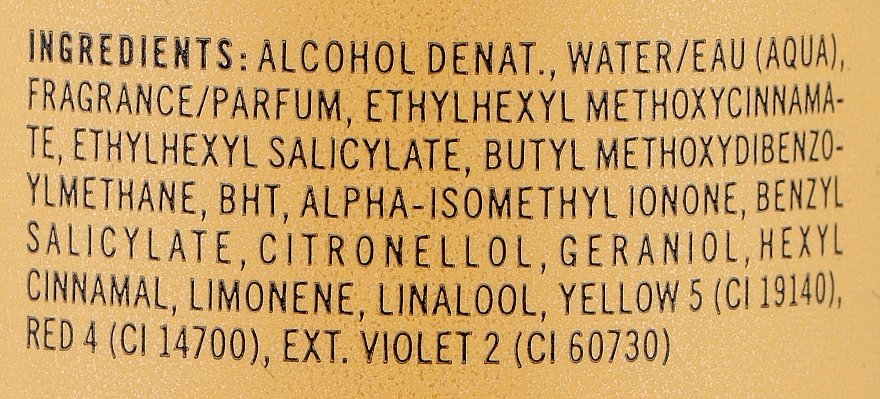 INGREDIENTS: ALCOHOL DENAT., WATER/EAU (AQUA),
FRAGRANCE/PARFUM, ETHYLHEXYL METHOXYCINNAMA-
TE, ETHYLHEXYL SALICYLATE, BUTYL METHOXYDIBENZO-
YLMETHANE, BHT, ALPHA-ISOMETHYL IONONE, BENZYL
SALICYLATE, CITRONELLOL, GERANIOL, HEXYL
CINNAMAL, LIMONENE, LINALOOL, YELLOW 5 (CI 19140),
RED 4 (CI 14700), EXT. VIOLET 2 (CI 60730)